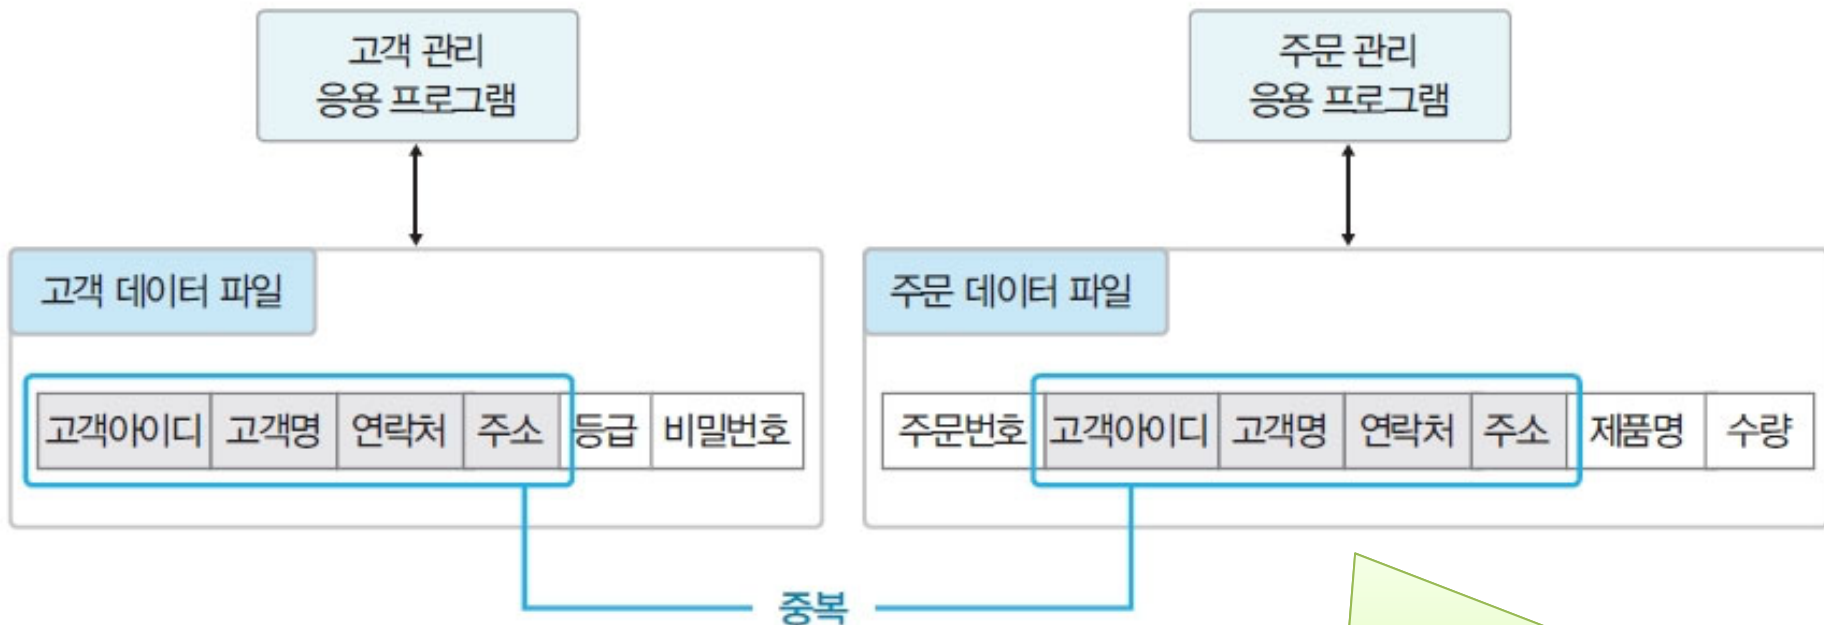 고객 관리
응용 프로그램
주문 관리
응용 프로그램
고객 데이터 파일
주문 데이터 파일
고객아이디 고객명 연락처 주소 등급 비밀번호
주문번호 고객아이디 고객명 연락처 주소 제품명 수량
중복